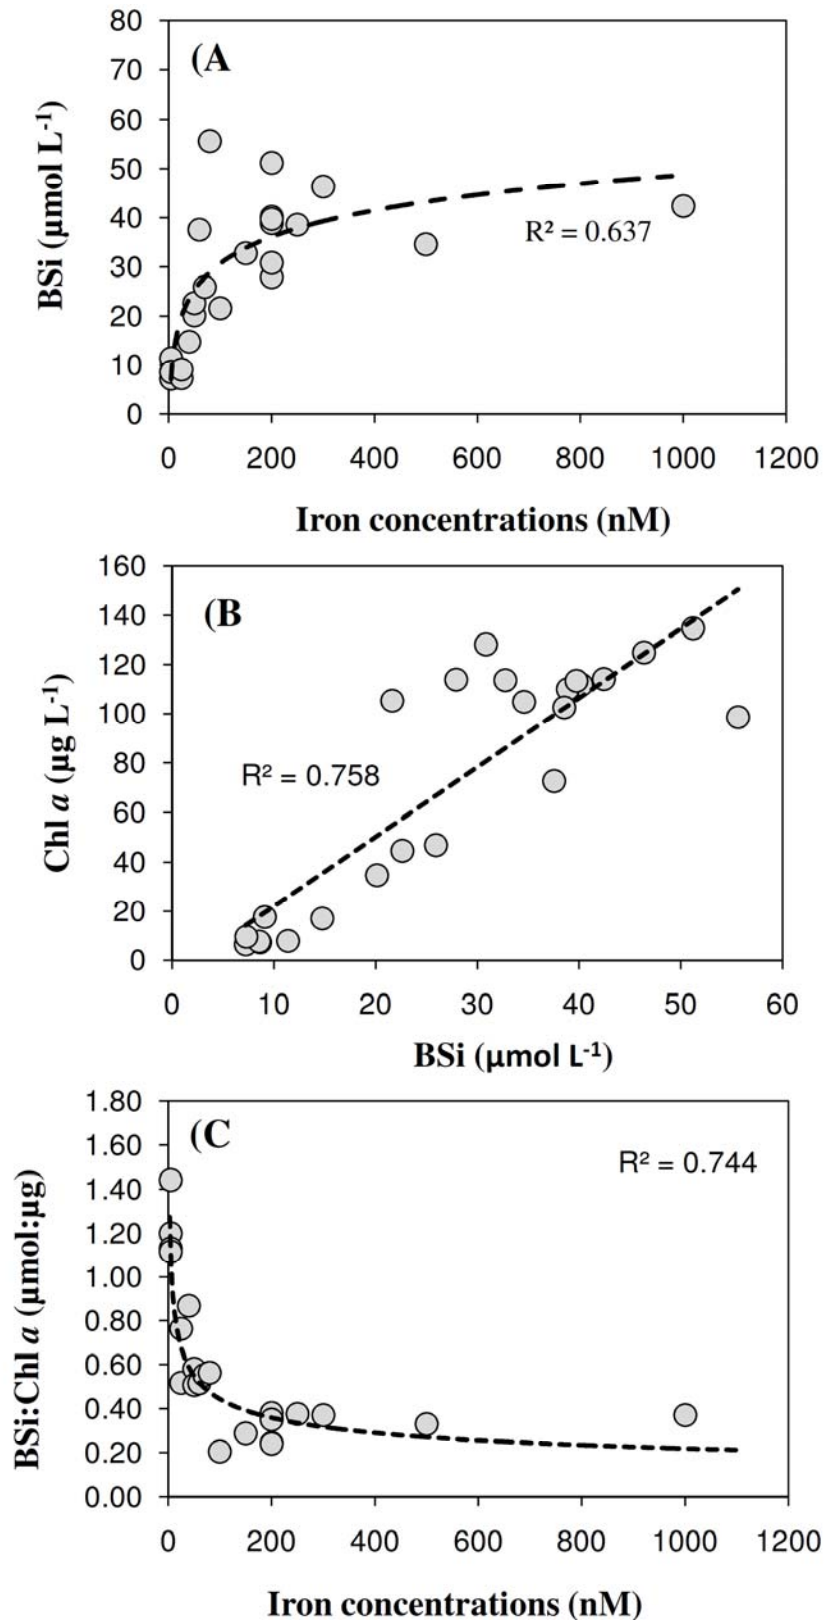 (A
BSi (µmol L⁻¹)
80
70
60
50
40
30
20
10
0
R² = 0.637
0 200 400 600 800 1000 1200
Iron concentrations (nM)
(B
Chl a (µg L⁻¹)
160
140
120
100
80
60
40
20
0
R² = 0.758
0 10 20 30 40 50 60
BSi (µmol L⁻¹)
(C
BSi:Chl a (µmol:µg)
1.80
1.60
1.40
1.20
1.00
0.80
0.60
0.40
0.20
0.00
R² = 0.744
0 200 400 600 800 1000 1200
Iron concentrations (nM)